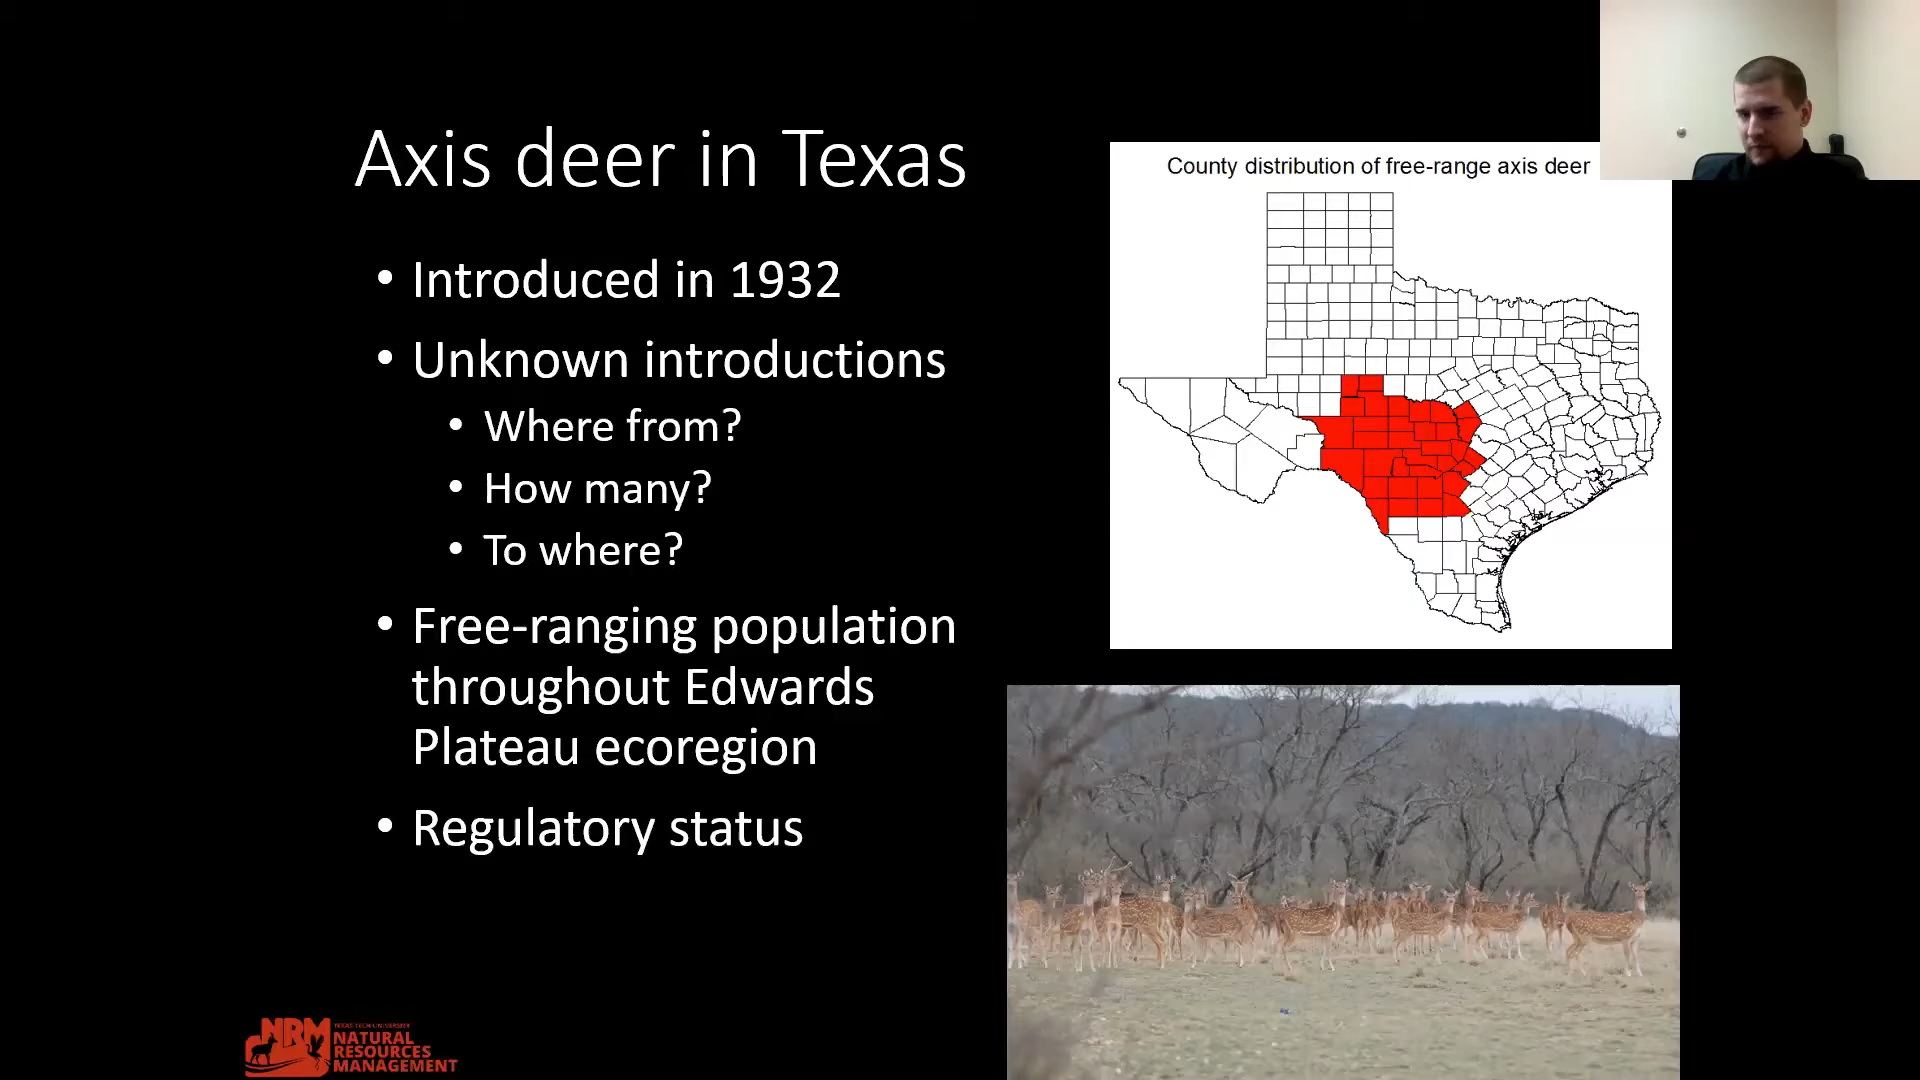 Axis deer in Texas
• Introduced in 1932
• Unknown introductions
• Where from?
• How many?
• To where?
• Free-ranging population
throughout Edwards
Plateau ecoregion
• Regulatory status
County distribution of free-range axis deer
NRM
TEXAS TECH UNIVERSITY
NATURAL
RESOURCES
MANAGEMENT